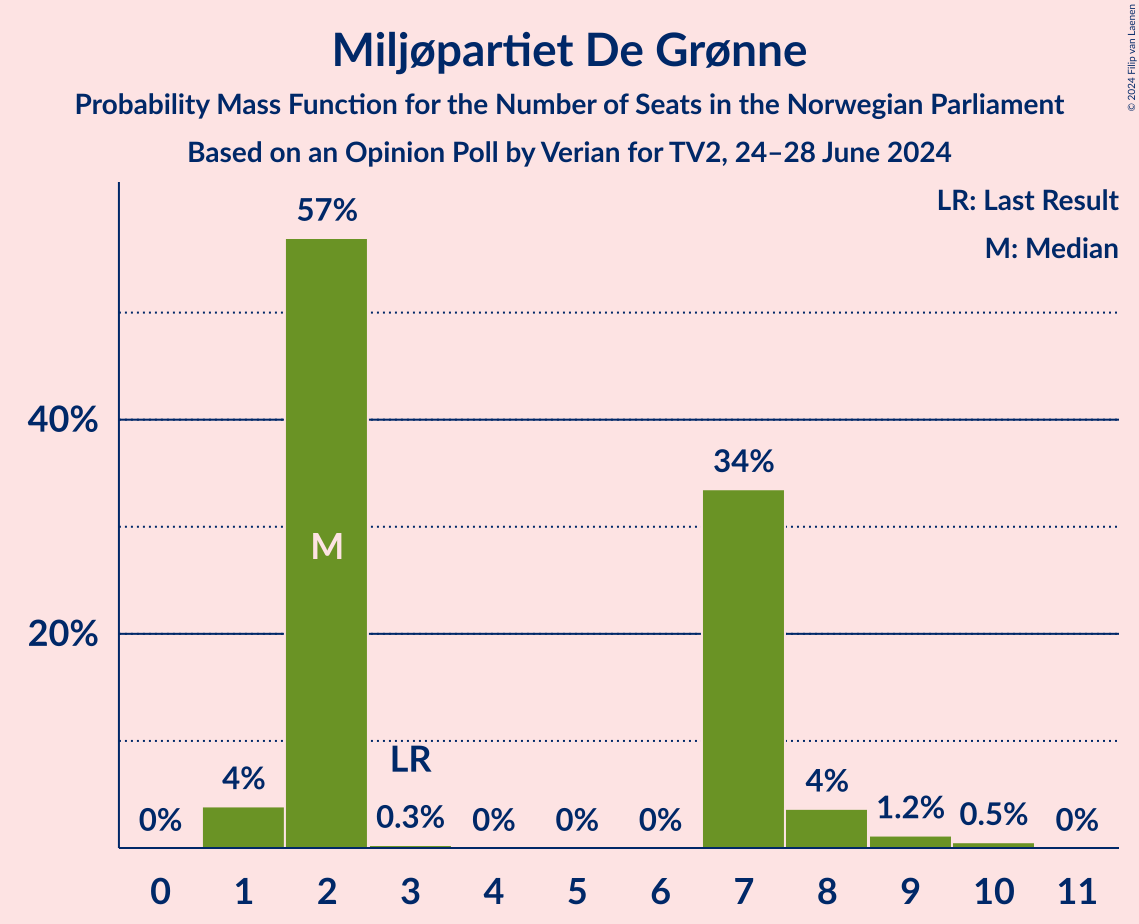 Miljøpartiet De Grønne
Probability Mass Function for the Number of Seats in the Norwegian Parliament
Based on an Opinion Poll by Verian for TV2, 24–28 June 2024
© 2024 Filip van Laenen
LR: Last Result
M: Median
57%
40%
34%
M
20%
LR
0% 4% 0.3% 0% 0% 0% 4% 1.2% 0.5% 0%
0 1 2 3 4 5 6 7 8 9 10 11